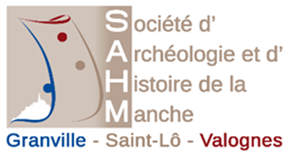 Société d'
Archéologie et d'
Histoire de la
Manche
Granville - Saint-Lô - Valognes